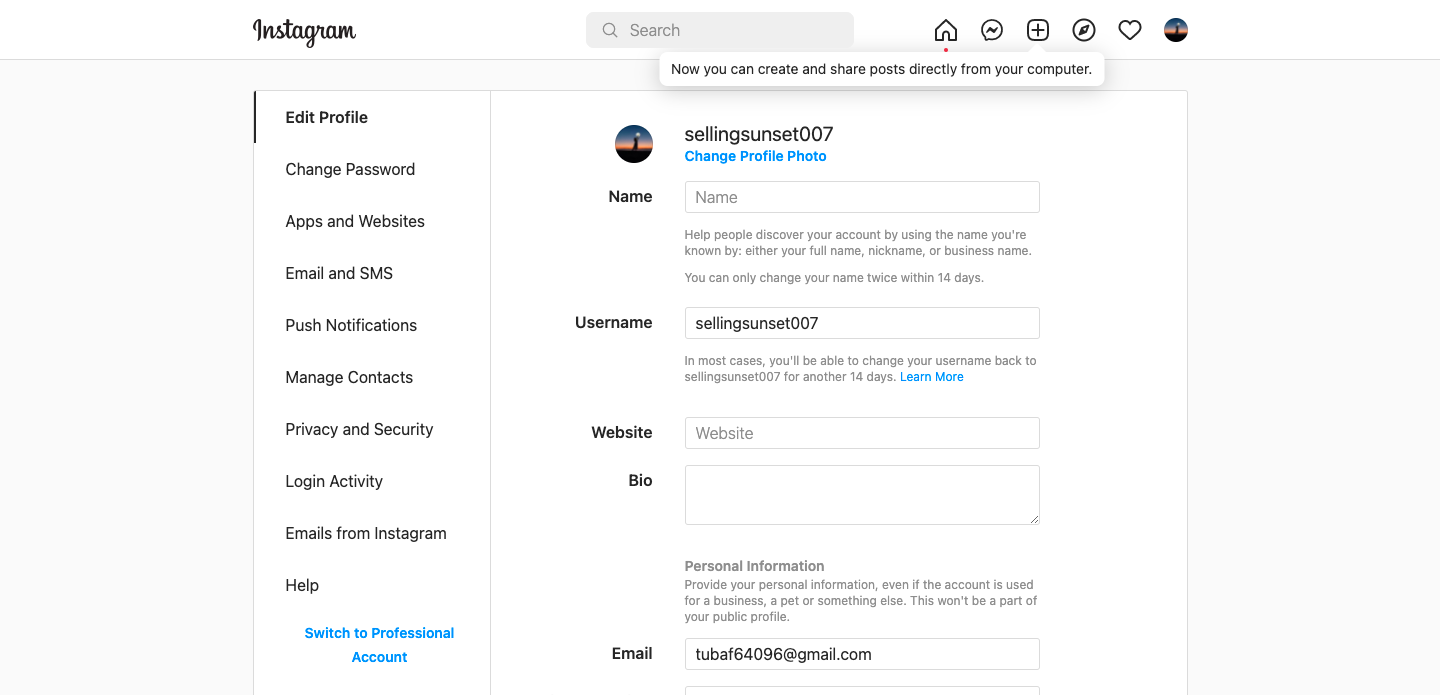 Instagram
Search
Now you can create and share posts directly from your computer.
Edit Profile
Change Password
Apps and Websites
Email and SMS
Push Notifications
Manage Contacts
Privacy and Security
Login Activity
Emails from Instagram
Help
Switch to Professional
Account
sellingsunset007
Change Profile Photo
Name
Name
Help people discover your account by using the name you're
known by: either your full name, nickname, or business name.
You can only change your name twice within 14 days.
Username
sellingsunset007
In most cases, you'll be able to change your username back to
sellingsunset007 for another 14 days. Learn More
Website
Website
Bio
Personal Information
Provide your personal information, even if the account is used
for a business, a pet or something else. This won't be a part of
your public profile.
Email
tubaf64096@gmail.com